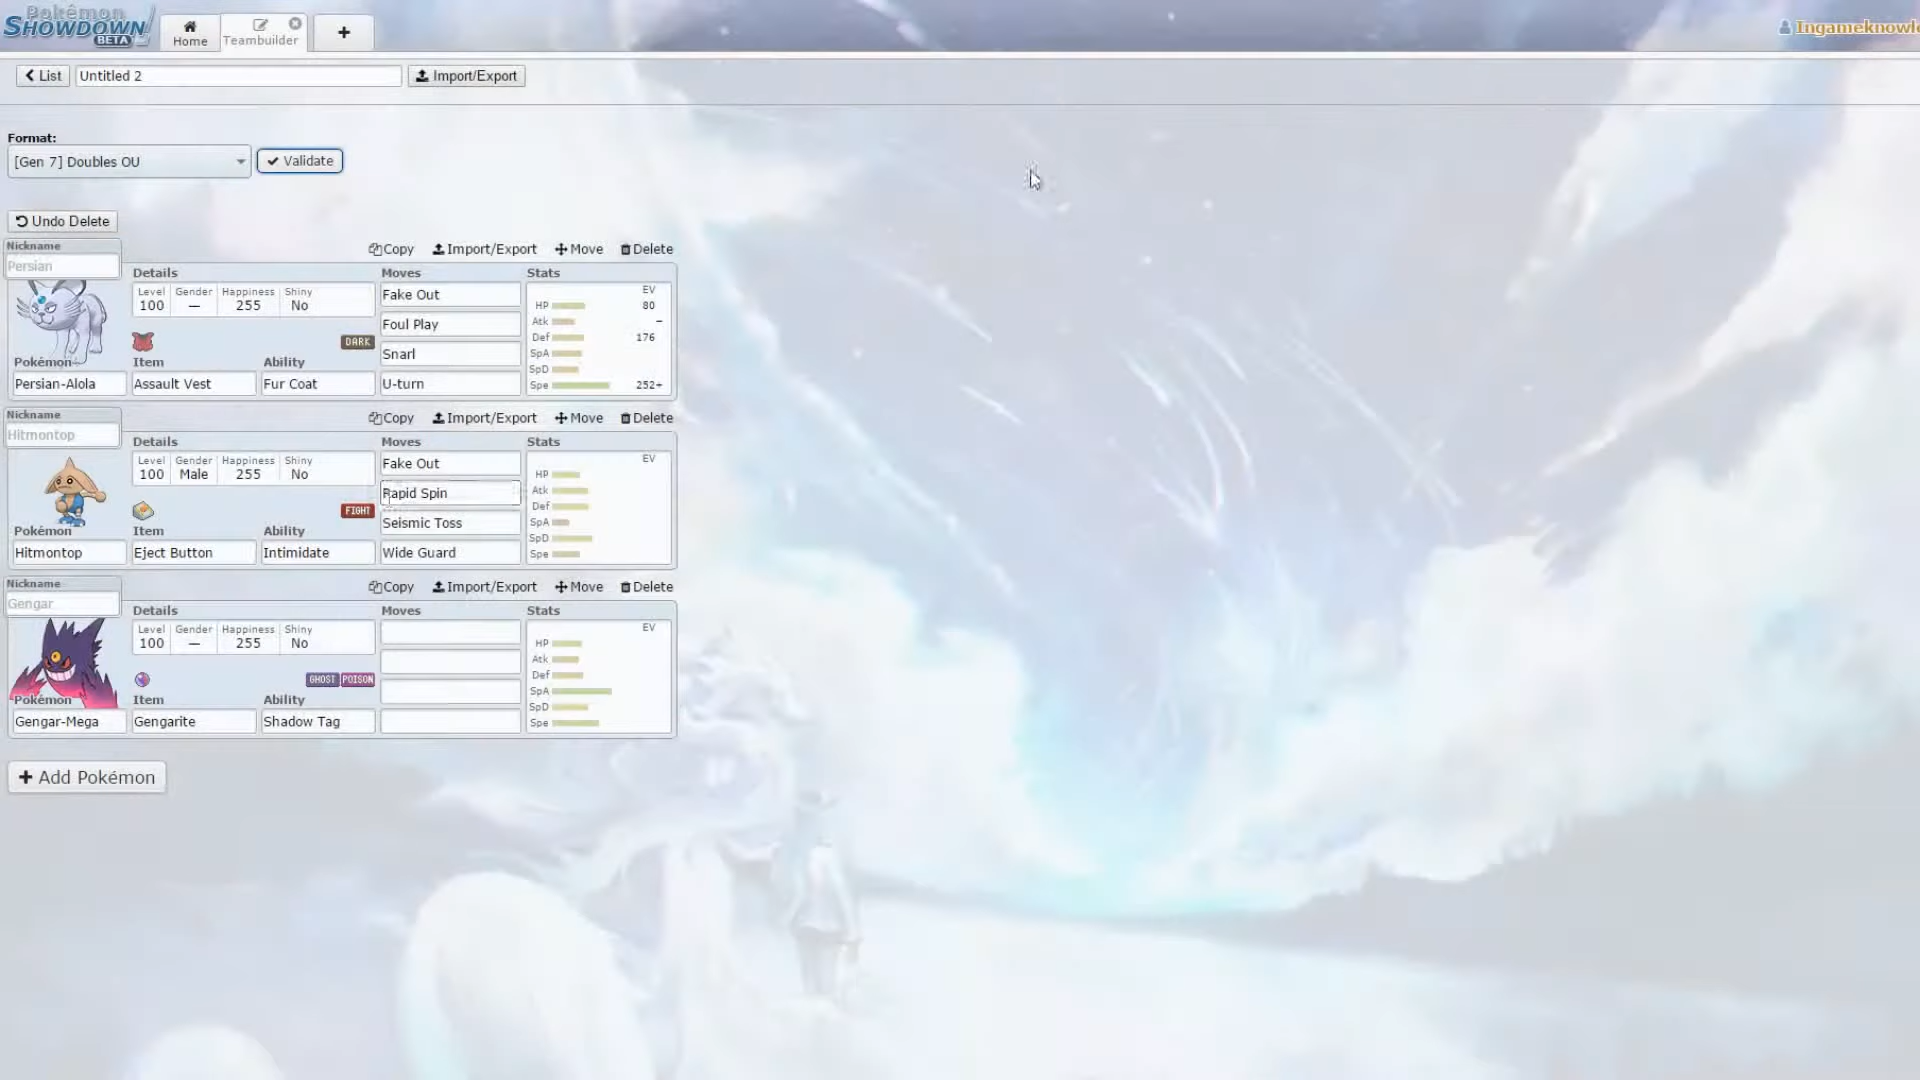 Pokémon
SHOWDOWN
BETA
Home
Teambuilder
Ingameknowle
List
Untitled 2
Import/Export
Format:
[Gen 7] Doubles OU
Validate
Undo Delete
Nickname
Persian
Copy Import/Export Move Delete
Details Moves Stats
Level Gender Happiness Shiny
100 — 255 No
Fake Out
Foul Play
Snarl
U-turn
EV
HP 80
Atk –
Def 176
SpA
SpD
Spe 252+
DARK
Pokémon Item Ability
Persian-Alola Assault Vest Fur Coat
Nickname
Hitmontop
Copy Import/Export Move Delete
Details Moves Stats
Level Gender Happiness Shiny
100 Male 255 No
Fake Out
Rapid Spin
Seismic Toss
Wide Guard
EV
HP
Atk
Def
SpA
SpD
Spe
FIGHT
Pokémon Item Ability
Hitmontop Eject Button Intimidate
Nickname
Gengar
Copy Import/Export Move Delete
Details Moves Stats
Level Gender Happiness Shiny
100 — 255 No
EV
HP
Atk
Def
SpA
SpD
Spe
GHOST POISON
Pokémon Item Ability
Gengar-Mega Gengarite Shadow Tag
Add Pokémon